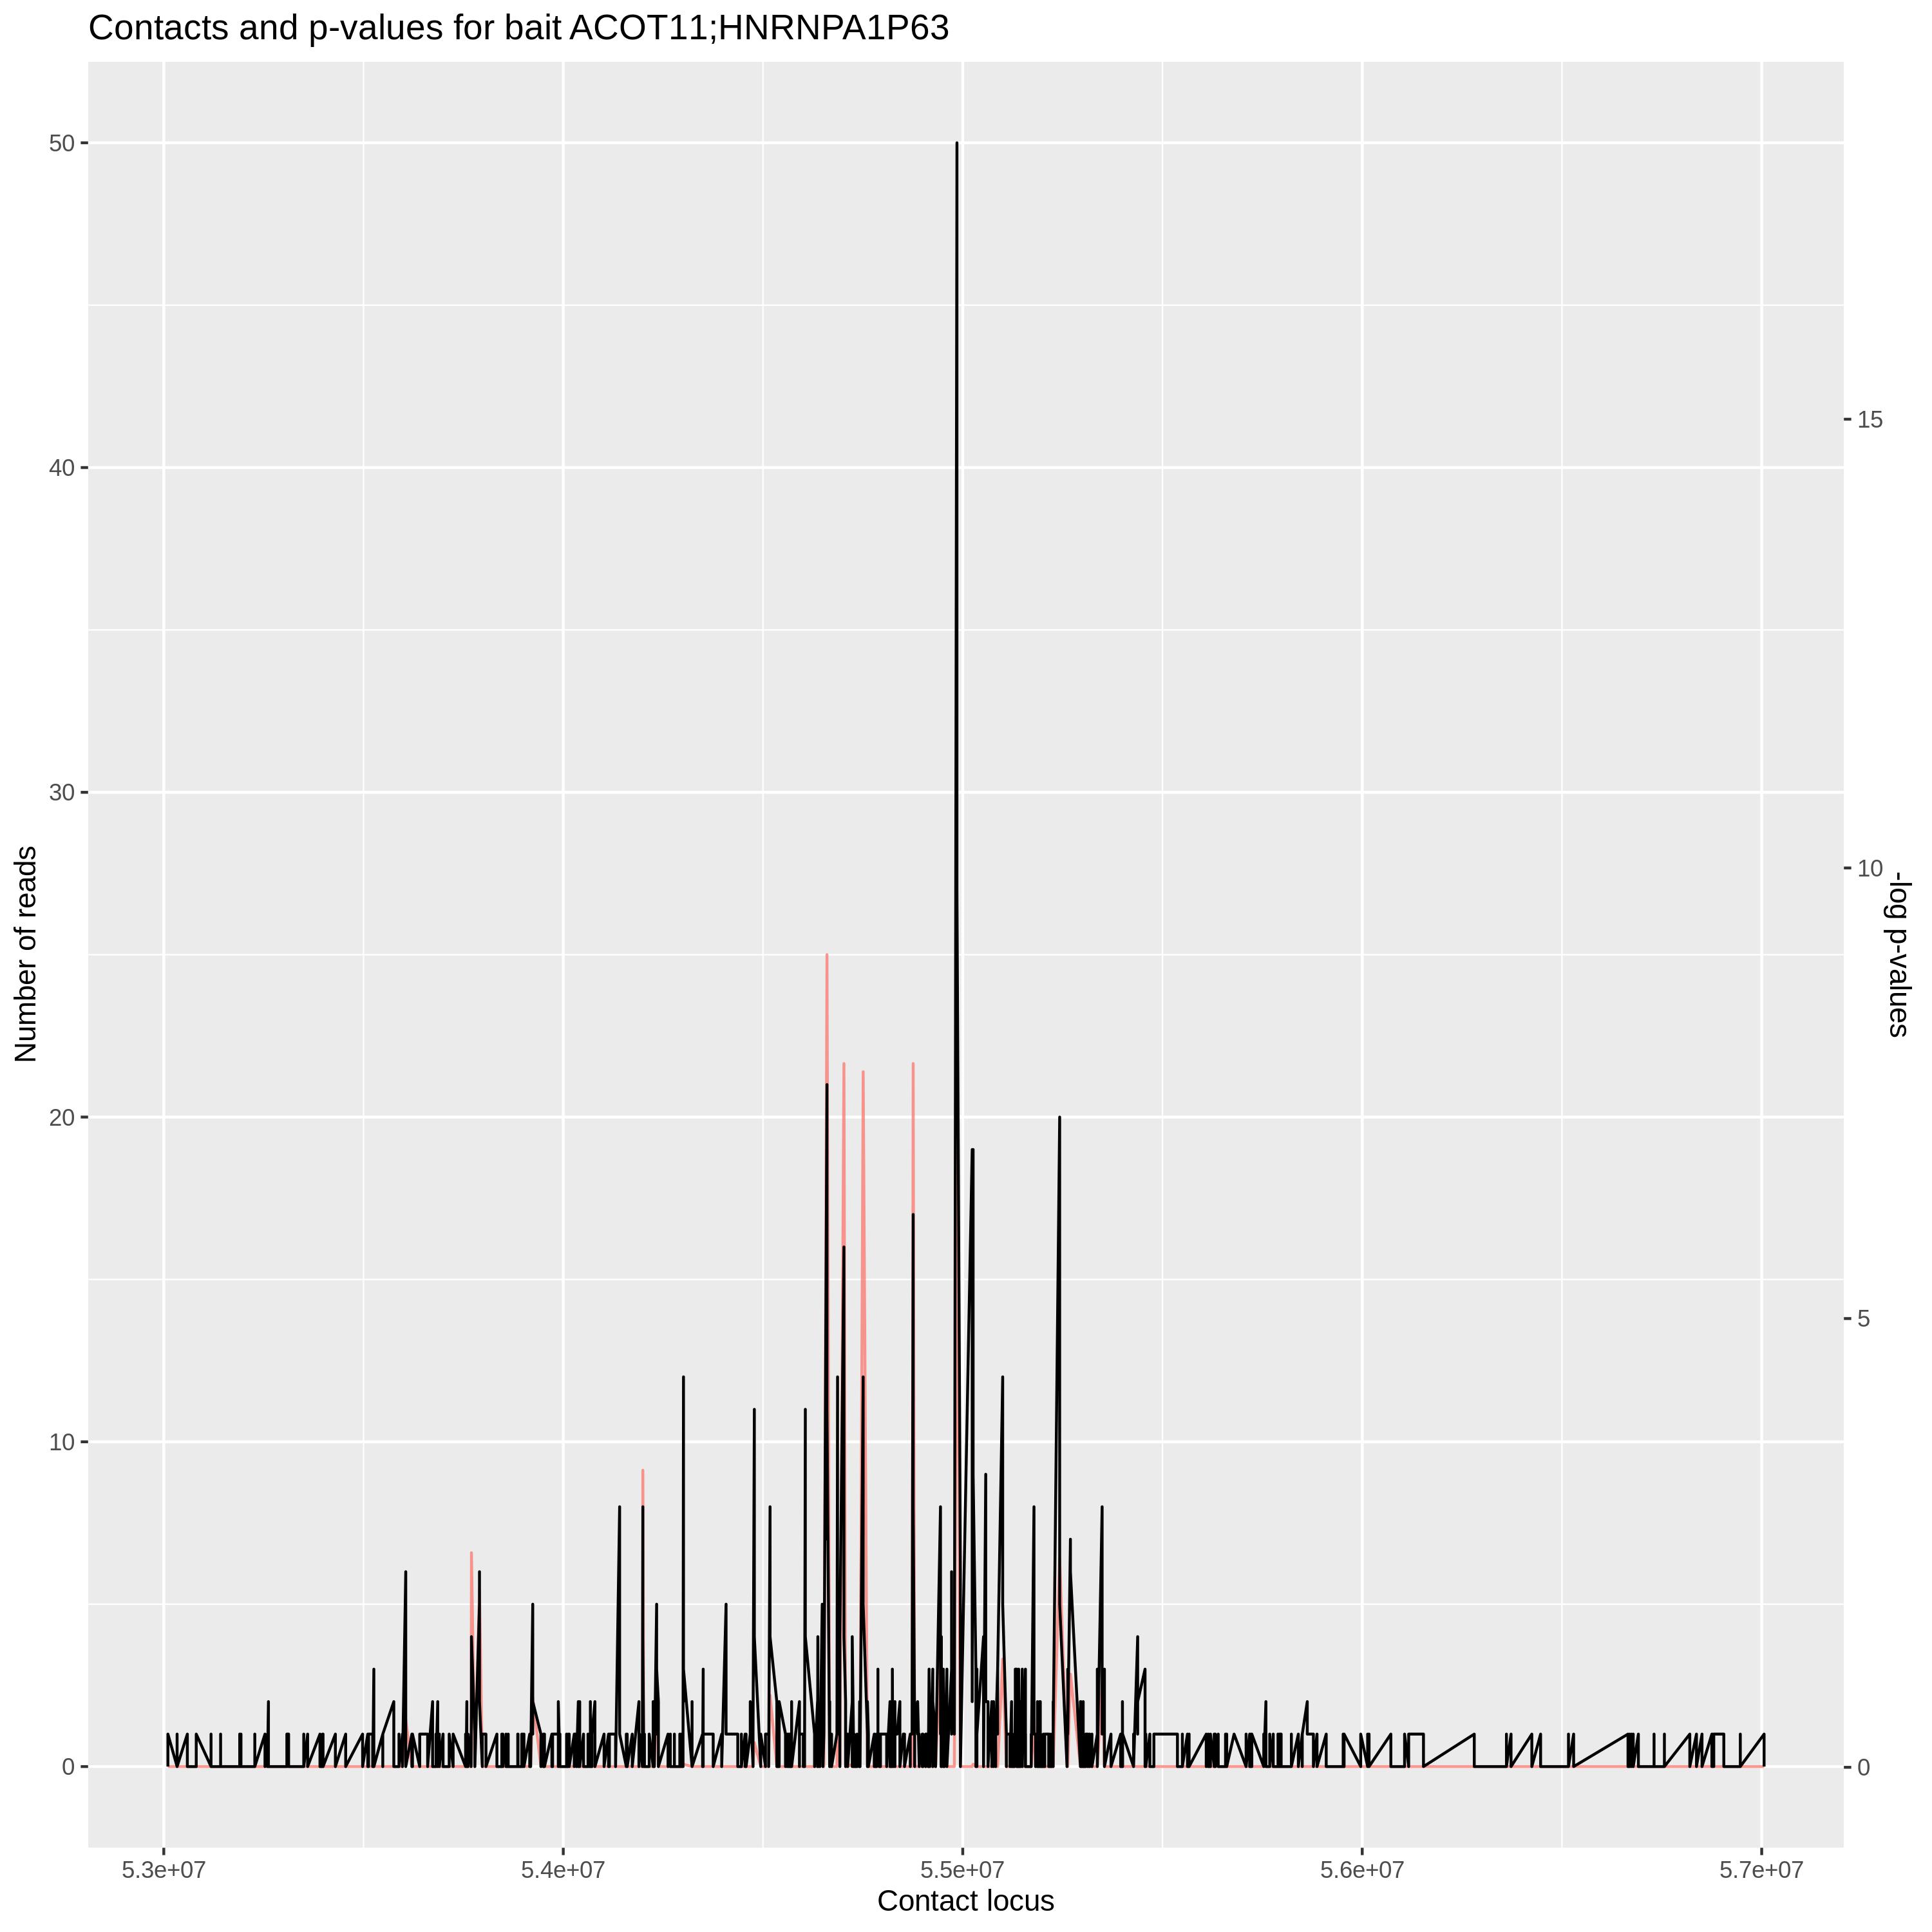 Contacts and p-values for bait ACOT11;HNRNPA1P63
50
40
30
20
10
0
Number of reads
15
10
5
0
-log p-values
5.3e+07 5.4e+07 5.5e+07 5.6e+07 5.7e+07
Contact locus